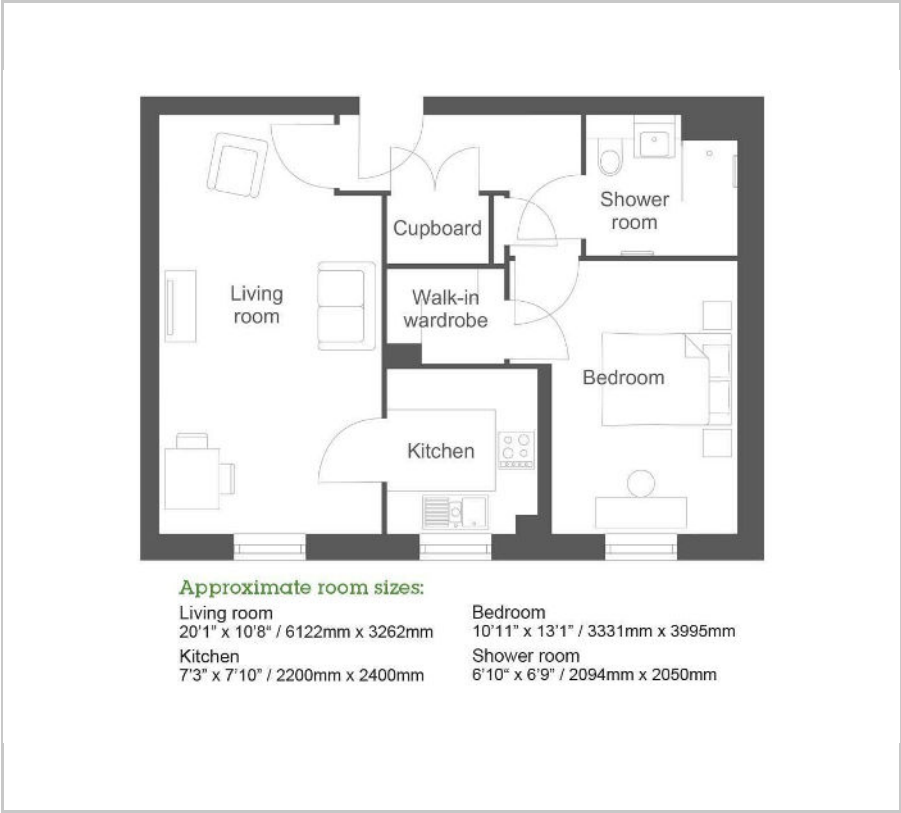 Shower
room
Cupboard
Living
room
Walk-in
wardrobe
Bedroom
Kitchen
Approximate room sizes:
Living room
20'1" x 10'8“ / 6122mm x 3262mm
Kitchen
7'3" x 7'10" / 2200mm x 2400mm
Bedroom
10'11" x 13'1" / 3331mm x 3995mm
Shower room
6'10“ x 6'9" / 2094mm x 2050mm